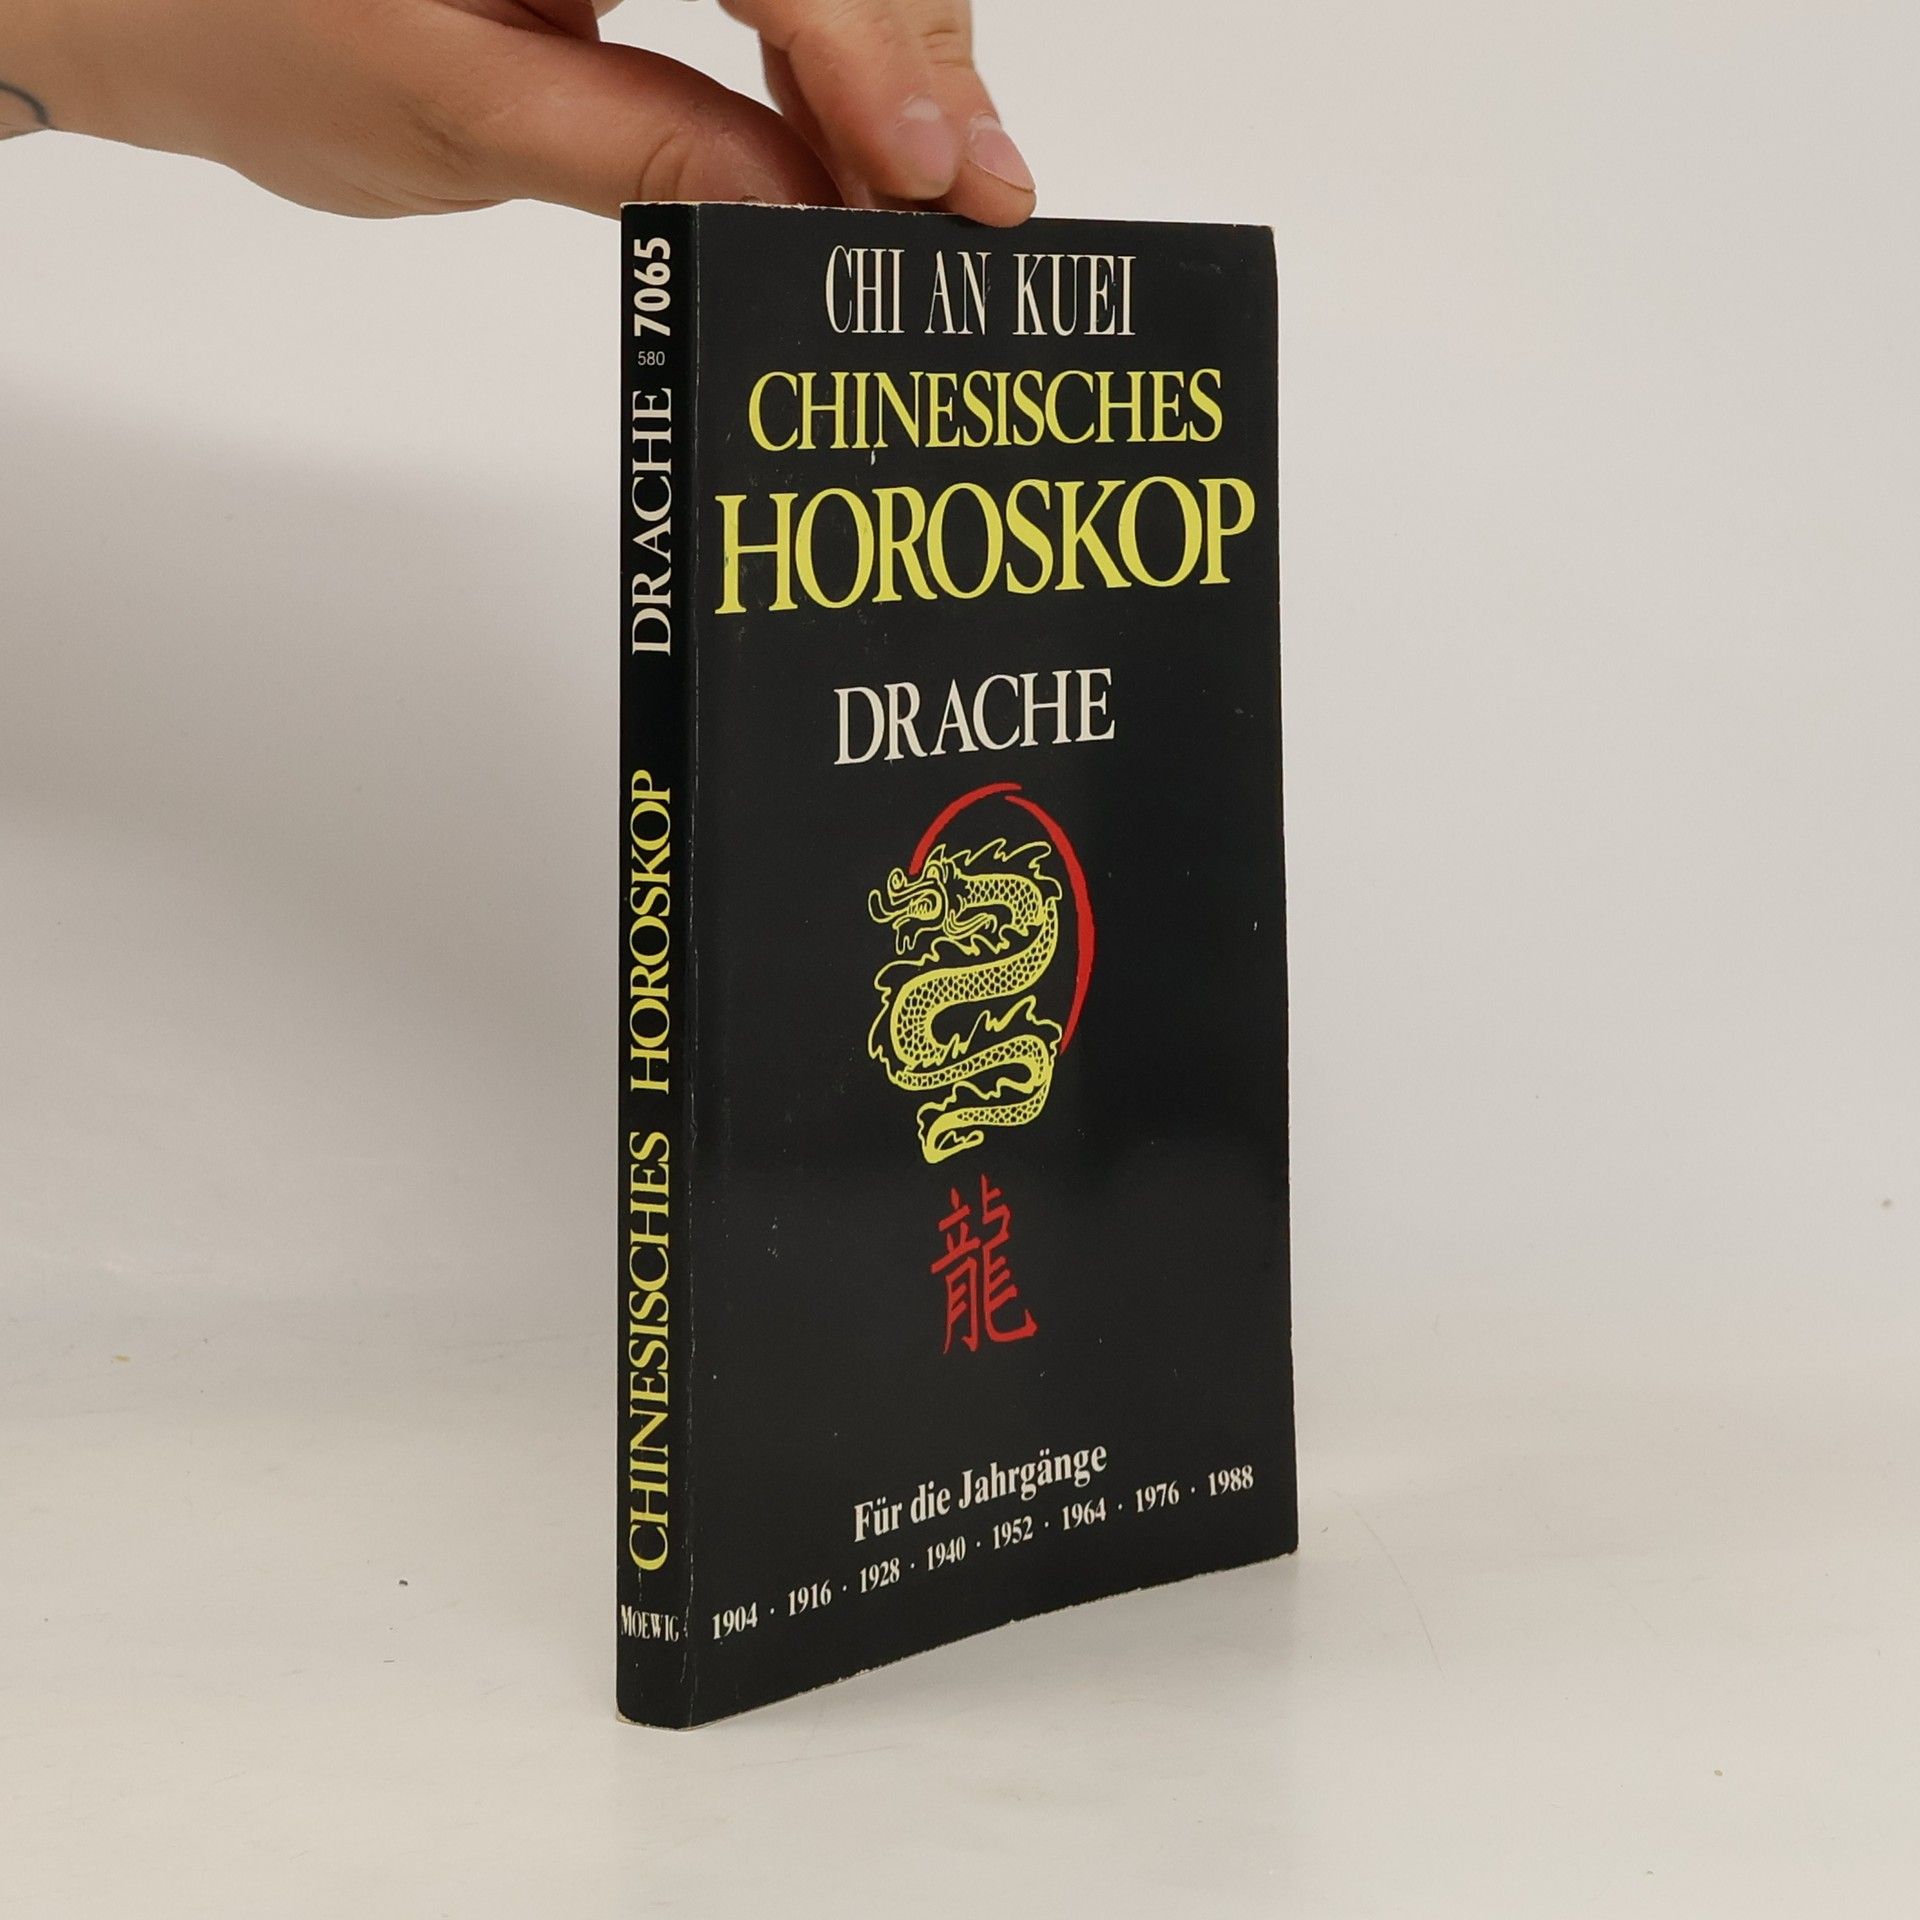 CHI AN KUEI
CHINESISCHES
HOROSKOP
DRACHE
龍
Für die Jahrgänge
1904 · 1916 · 1928 · 1940 · 1952 · 1964 · 1976 · 1988
MOEWIG CHINESISCHES HOROSKOP DRACHE 580 7065